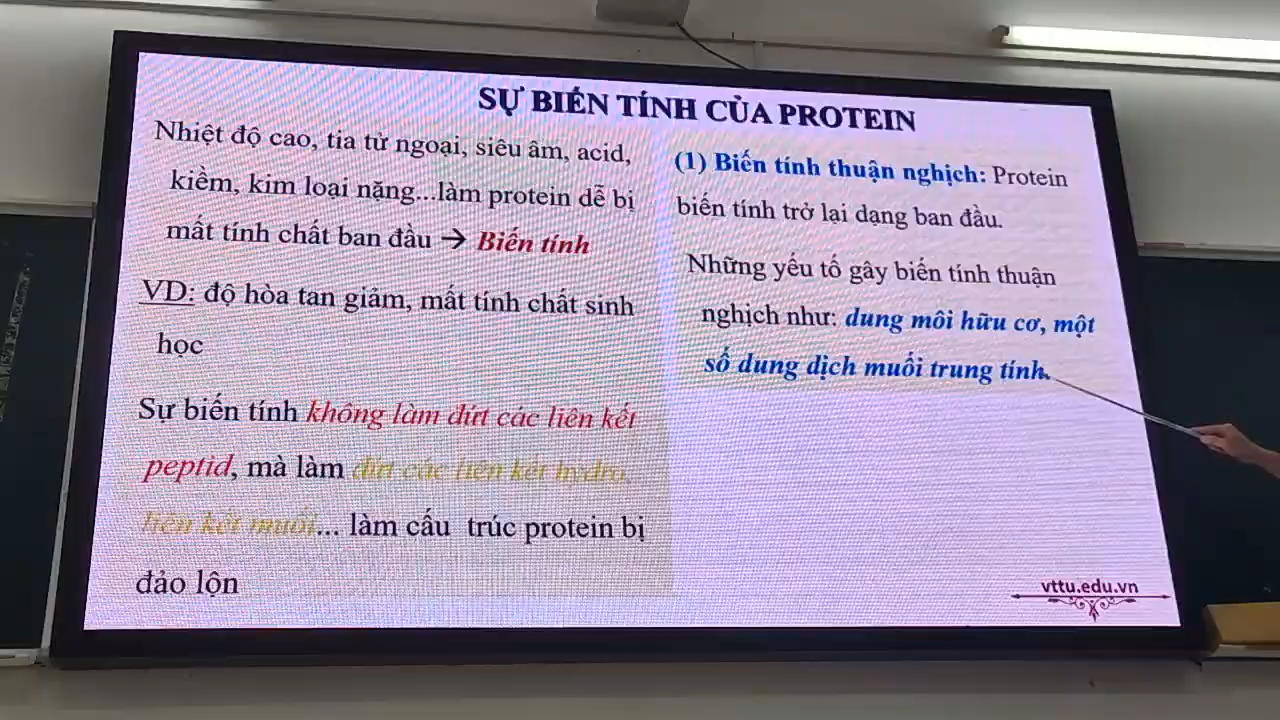 SỰ BIẾN TÍNH CỦA PROTEIN
Nhiệt độ cao, tia tử ngoại, siêu âm, acid,
kiềm, kim loại nặng...làm protein dễ bị
mất tính chất ban đầu → Biến tính
VD: độ hòa tan giảm, mất tính chất sinh
học
Sự biến tính không làm đứt các liên kết
peptid, mà làm đứt các liên kết hydro,
liên kết muối... làm cấu trúc protein bị
đảo lộn
(1) Biến tính thuận nghịch: Protein
biến tính trở lại dạng ban đầu.
Những yếu tố gây biến tính thuận
nghịch như: dung môi hữu cơ, một
số dung dịch muối trung tính.
vttu.edu.vn